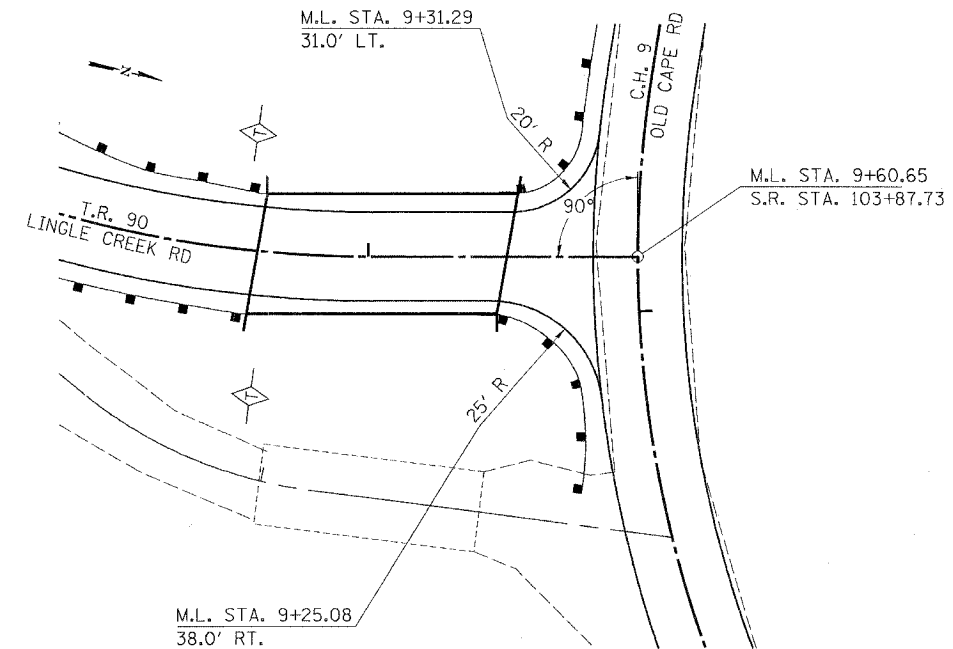 M.L. STA. 9+31.29
31.0' LT.
N
C.H. 9
OLD CAPE RD
20' R
M.L. STA. 9+60.65
S.R. STA. 103+87.73
90°
T.R. 90
LINGLE CREEK RD
T
T
25' R
M.L. STA. 9+25.08
38.0' RT.